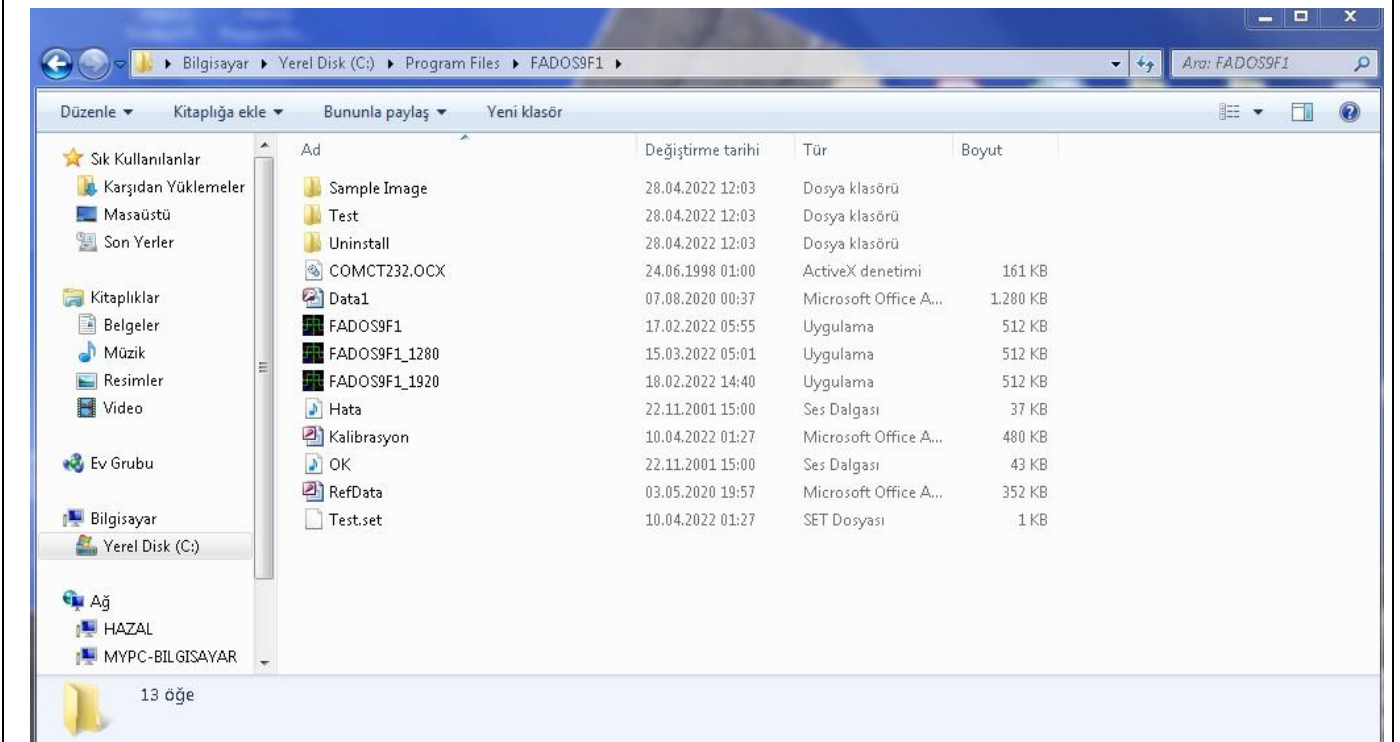 Bilgisayar ▸ Yerel Disk (C:) ▸ Program Files ▸ FADOS9F1 ▸
Ara: FADOS9F1
Düzenle Kitaplığa ekle Bununla paylaş Yeni klasör
Sık Kullanılanlar
Karşıdan Yüklemeler
Masaüstü
Son Yerler
Kitaplıklar
Belgeler
Müzik
Resimler
Video
Ev Grubu
Bilgisayar
Yerel Disk (C:)
Ağ
HAZAL
MYPC-BILGISAYAR
Ad Değiştirme tarihi Tür Boyut
Sample Image 28.04.2022 12:03 Dosya klasörü
Test 28.04.2022 12:03 Dosya klasörü
Uninstall 28.04.2022 12:03 Dosya klasörü
COMCT232.OCX 24.06.1998 01:00 ActiveX denetimi 161 KB
Data1 07.08.2020 00:37 Microsoft Office A... 1.280 KB
FADOS9F1 17.02.2022 05:55 Uygulama 512 KB
FADOS9F1_1280 15.03.2022 05:01 Uygulama 512 KB
FADOS9F1_1920 18.02.2022 14:40 Uygulama 512 KB
Hata 22.11.2001 15:00 Ses Dalgası 37 KB
Kalibrasyon 10.04.2022 01:27 Microsoft Office A... 480 KB
OK 22.11.2001 15:00 Ses Dalgası 43 KB
RefData 03.05.2020 19:57 Microsoft Office A... 352 KB
Test.set 10.04.2022 01:27 SET Dosyası 1 KB
13 öğe